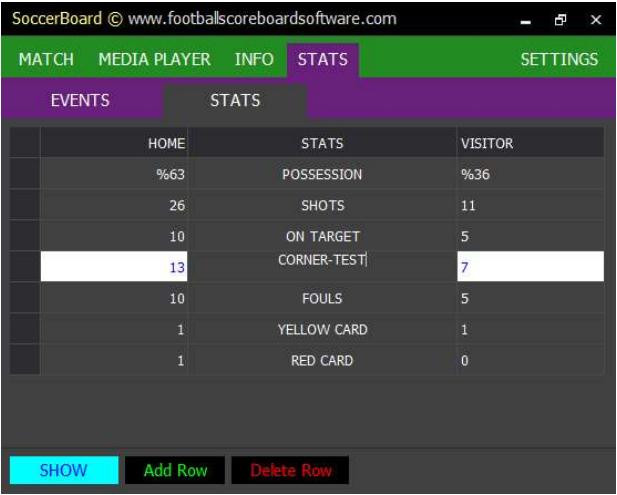 SoccerBoard © www.footballscoreboardsoftware.com
MATCH MEDIA PLAYER INFO STATS SETTINGS
EVENTS STATS
HOME STATS VISITOR
%63 POSSESSION %36
26 SHOTS 11
10 ON TARGET 5
13 CORNER-TEST 7
10 FOULS 5
1 YELLOW CARD 1
1 RED CARD 0
SHOW Add Row Delete Row